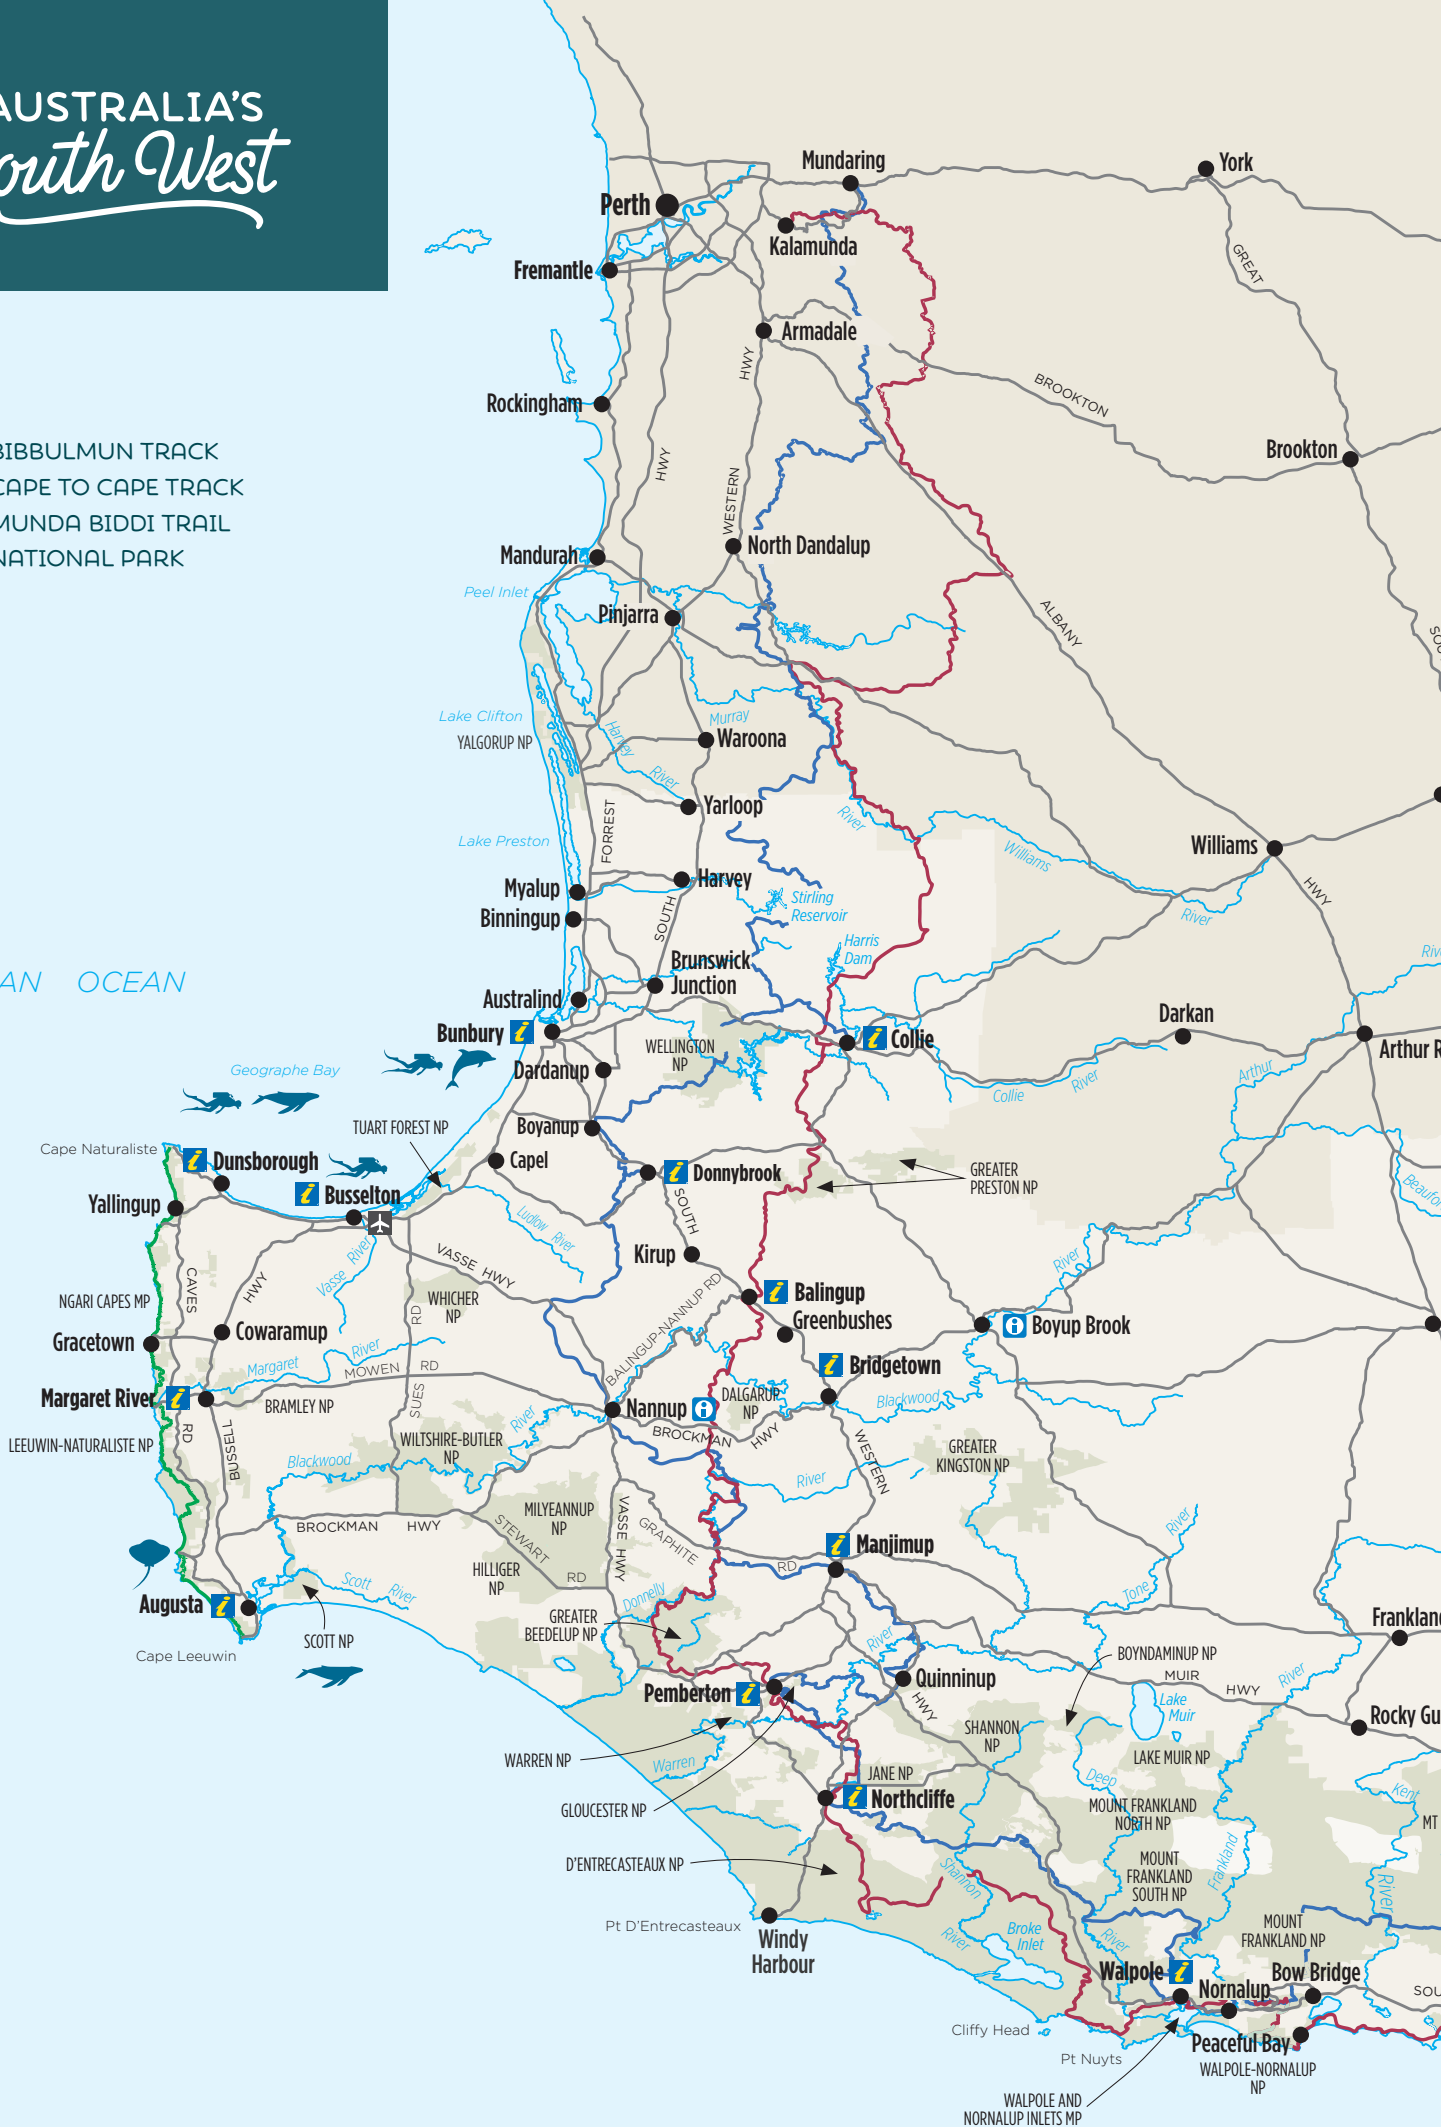 AUSTRALIA'S
outh West
BIBBULMUN TRACK
CAPE TO CAPE TRACK
MUNDA BIDDI TRAIL
NATIONAL PARK
AN OCEAN
Mundaring
York
Perth
Kalamunda
Fremantle
GREAT
Armadale
HWY
Rockingham
BROOKTON
Brookton
HWY
WESTERN
Mandurah
North Dandalup
Peel Inlet
Pinjarra
ALBANY
SOU
Lake Clifton
YALGORUP NP
Murray
Harvey
Waroona
River
Yarloop
River
FORREST
Lake Preston
Williams
Williams
Harvey
Myalup
HWY
Stirling
Reservoir
Binningup
SOUTH
River
Harris
Dam
Brunswick
Junction
Rive
Australind
Darkan
Bunbury
Collie
WELLINGTON
NP
Arthur R
Dardanup
Geographe Bay
Arthur
River
Collie
TUART FOREST NP
Boyanup
Cape Naturaliste
Dunsborough
Capel
Donnybrook
GREATER
PRESTON NP
Busselton
Beaufor
Yallingup
SOUTH
Ludlow River
Vasse River
VASSE HWY
Kirup
River
CAVES
HWY
NGARI CAPES MP
WHICHER
NP
RD
BALINGUP-NANNUP RD
Balingup
Greenbushes
Boyup Brook
Cowaramup
Gracetown
Margaret
River
MOWEN RD
Bridgetown
Margaret River
BRAMLEY NP
SUES
DALGARUP
NP
Blackwood
Nannup
River
RD
BUSSELL
LEEUWIN-NATURALISTE NP
WILTSHIRE-BUTLER
NP
BROCKMAN
HWY
WESTERN
GREATER
KINGSTON NP
Blackwood
River
MILYEANNUP
NP
VASSE HWY
GRAPHITE
BROCKMAN HWY
STEWART
RD
River
Manjimup
RD
HILLIGER
NP
Scott River
Donnelly
Tone
Augusta
GREATER
BEEDELUP NP
SCOTT NP
Franklan
River
Cape Leeuwin
BOYNDAMINUP NP
Quinninup
MUIR
HWY
River
Pemberton
HWY
Lake
Muir
Rocky Gu
SHANNON
NP
WARREN NP
Warren
LAKE MUIR NP
JANE NP
Deep
Kent
GLOUCESTER NP
Northcliffe
MOUNT FRANKLAND
NORTH NP
MT
D'ENTRECASTEAUX NP
Shannon
MOUNT
FRANKLAND
SOUTH NP
Frankland
River
Pt D'Entrecasteaux
Windy
Harbour
River
Broke
Inlet
River
MOUNT
FRANKLAND NP
Walpole
Nornalup
Bow Bridge
SOU
Cliffy Head
Peaceful Bay
Pt Nuyts
WALPOLE-NORNALUP
NP
WALPOLE AND
NORNALUP INLETS MP